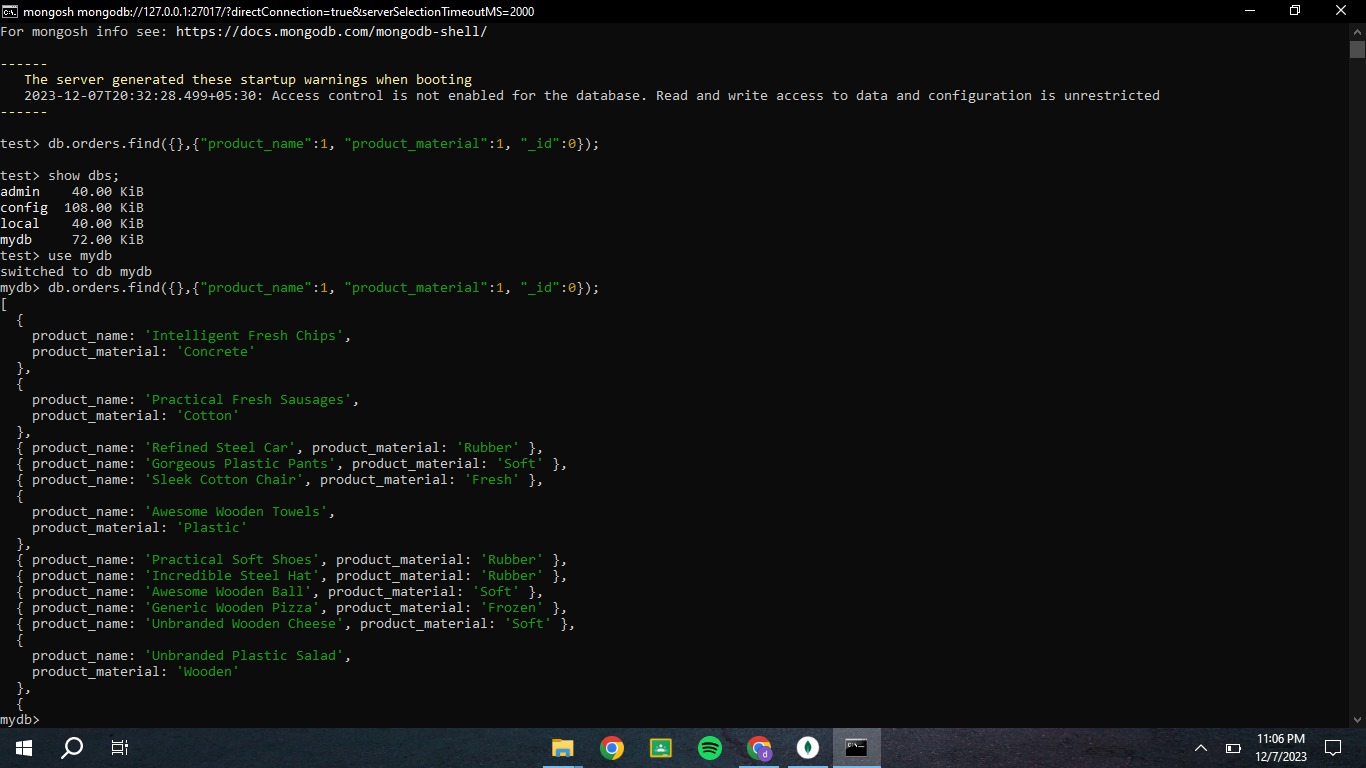 mongosh mongodb://127.0.0.1:27017/?directConnection=true&serverSelectionTimeoutMS=2000
For mongosh info see: https://docs.mongodb.com/mongodb-shell/
------
   The server generated these startup warnings when booting
   2023-12-07T20:32:28.499+05:30: Access control is not enabled for the database. Read and write access to data and configuration is unrestricted
------
test> db.orders.find({},{"product_name":1, "product_material":1, "_id":0});
test> show dbs;
admin    40.00 KiB
config  108.00 KiB
local    40.00 KiB
mydb     72.00 KiB
test> use mydb
switched to db mydb
mydb> db.orders.find({},{"product_name":1, "product_material":1, "_id":0});
[
  {
    product_name: 'Intelligent Fresh Chips',
    product_material: 'Concrete'
  },
  {
    product_name: 'Practical Fresh Sausages',
    product_material: 'Cotton'
  },
  { product_name: 'Refined Steel Car', product_material: 'Rubber' },
  { product_name: 'Gorgeous Plastic Pants', product_material: 'Soft' },
  { product_name: 'Sleek Cotton Chair', product_material: 'Fresh' },
  {
    product_name: 'Awesome Wooden Towels',
    product_material: 'Plastic'
  },
  { product_name: 'Practical Soft Shoes', product_material: 'Rubber' },
  { product_name: 'Incredible Steel Hat', product_material: 'Rubber' },
  { product_name: 'Awesome Wooden Ball', product_material: 'Soft' },
  { product_name: 'Generic Wooden Pizza', product_material: 'Frozen' },
  { product_name: 'Unbranded Wooden Cheese', product_material: 'Soft' },
  {
    product_name: 'Unbranded Plastic Salad',
    product_material: 'Wooden'
  },
  {
mydb>
11:06 PM
12/7/2023